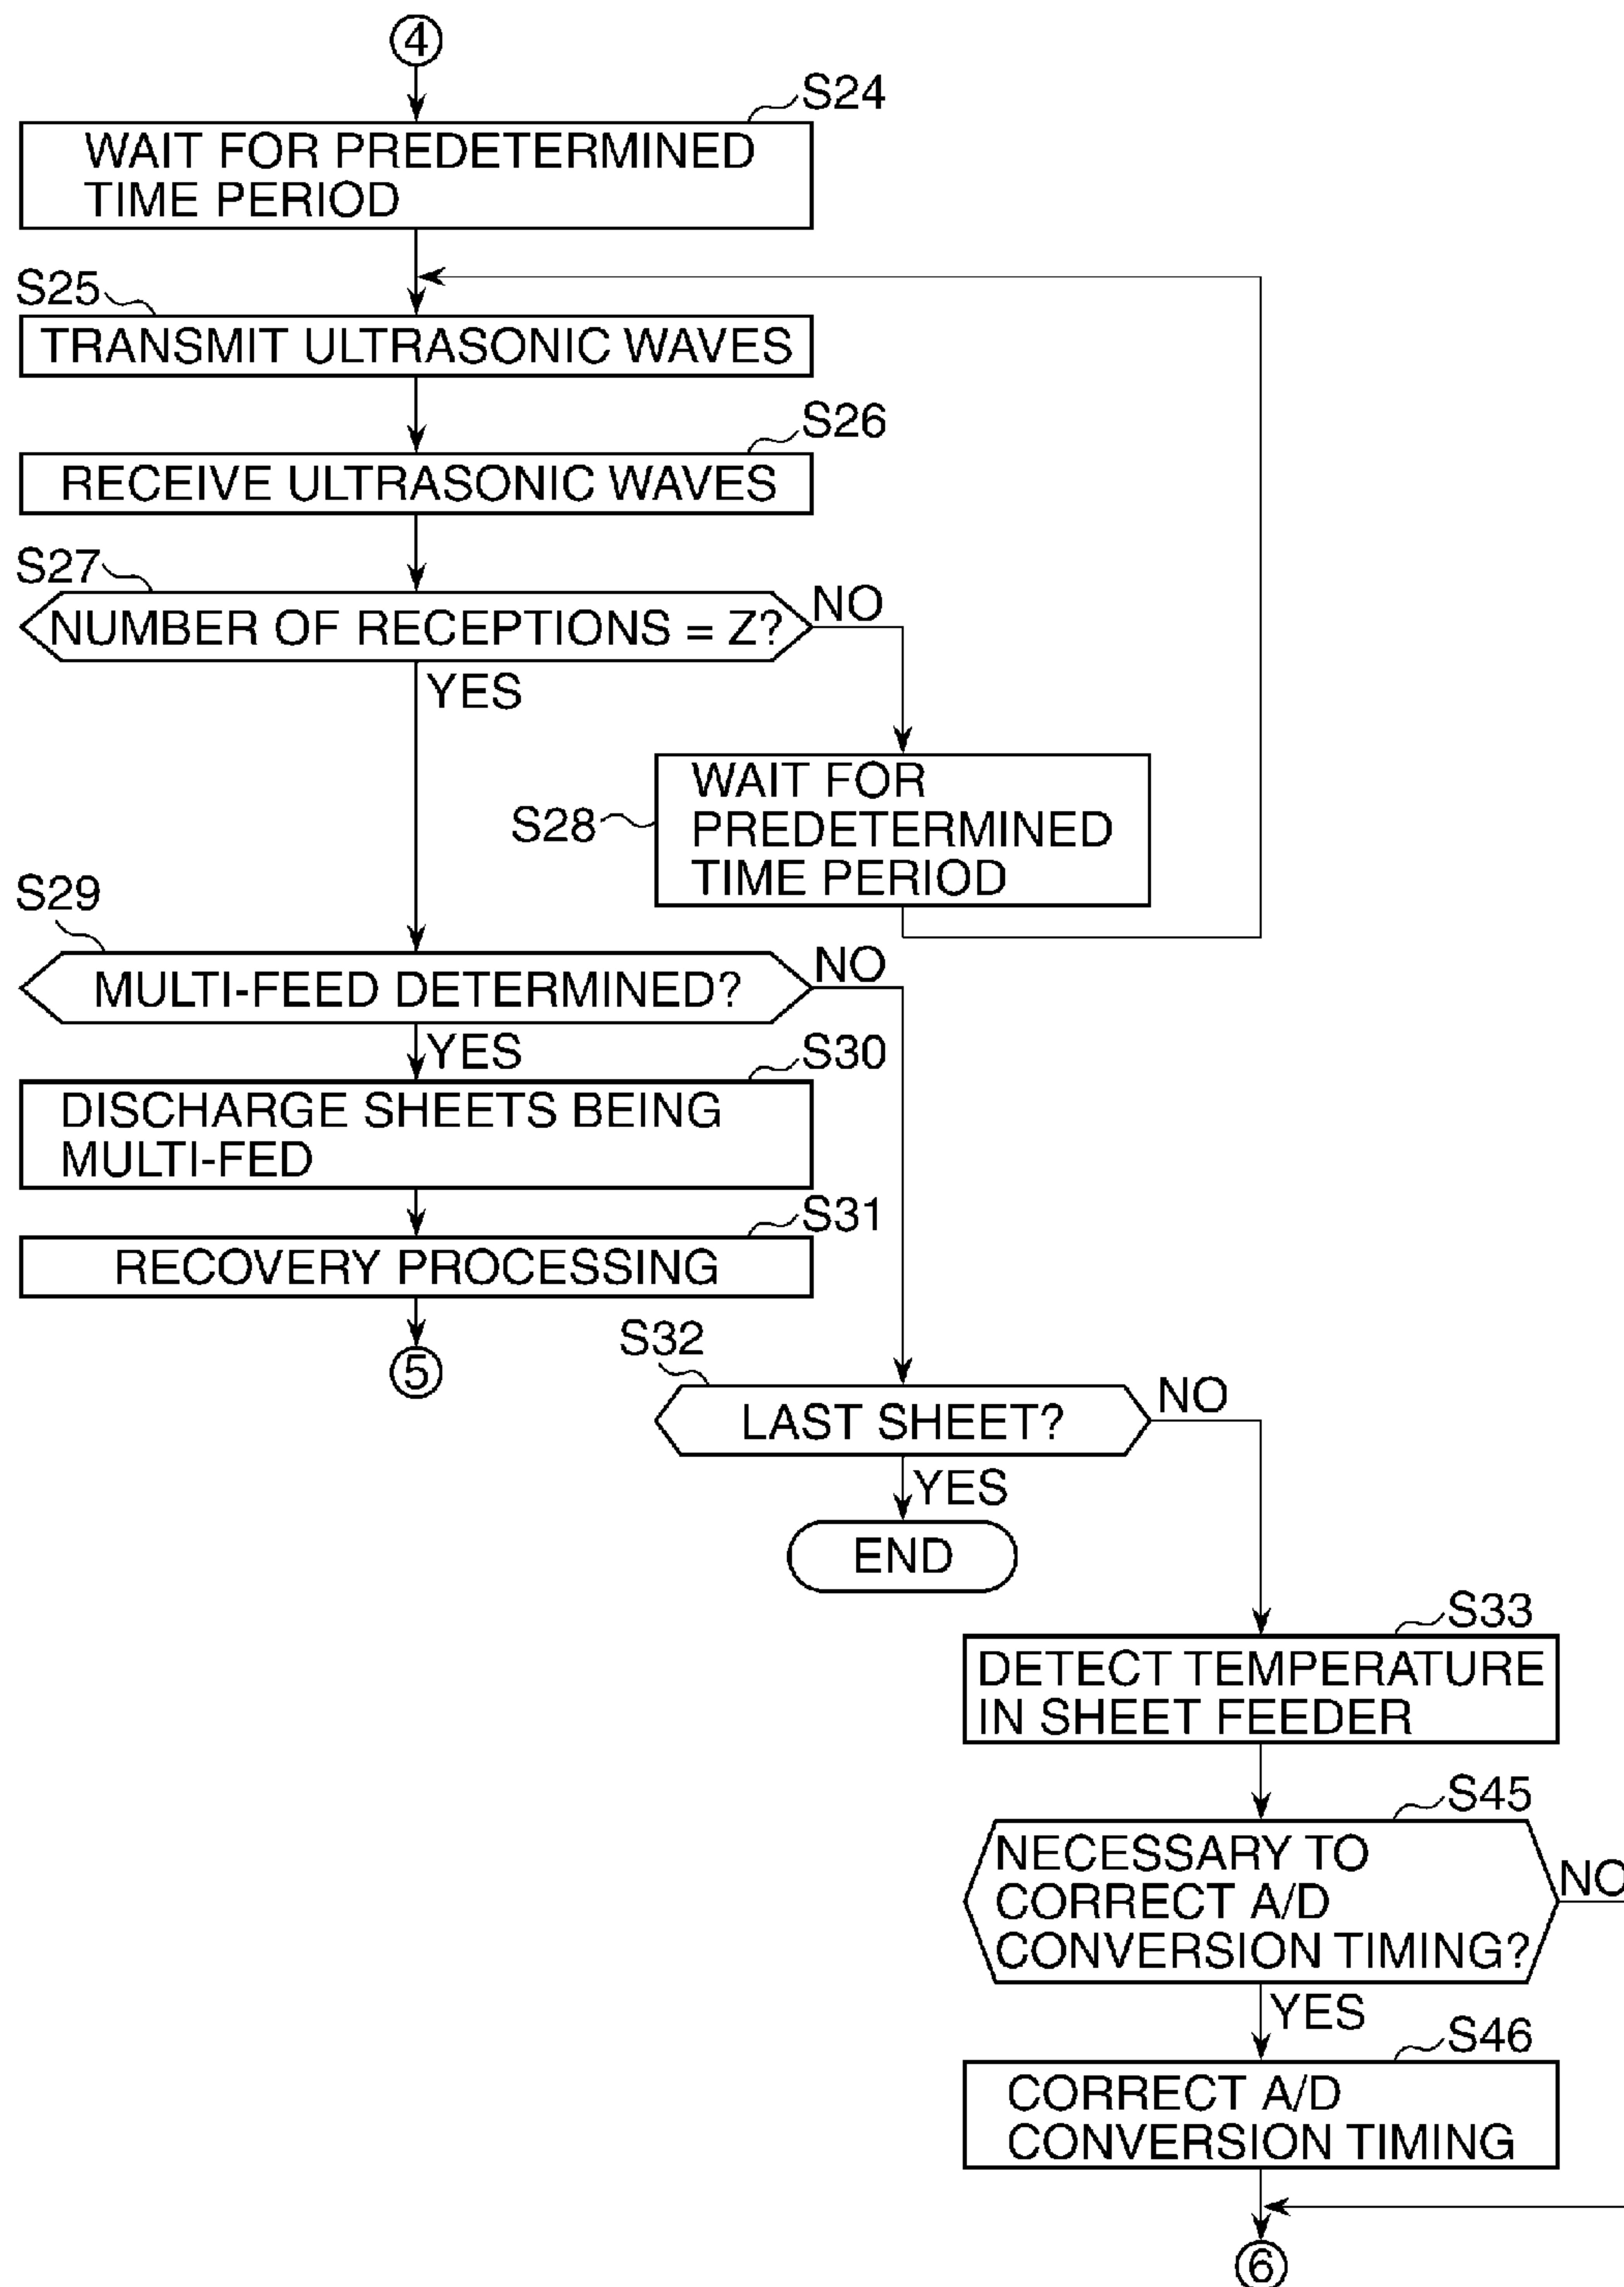 4
S24
WAIT FOR PREDETERMINED
TIME PERIOD
S25
TRANSMIT ULTRASONIC WAVES
S26
RECEIVE ULTRASONIC WAVES
S27
NUMBER OF RECEPTIONS = Z?
NO
YES
S28
WAIT FOR
PREDETERMINED
TIME PERIOD
S29
MULTI-FEED DETERMINED?
NO
YES
S30
DISCHARGE SHEETS BEING
MULTI-FED
S31
RECOVERY PROCESSING
5
S32
LAST SHEET?
NO
YES
END
S33
DETECT TEMPERATURE
IN SHEET FEEDER
S45
NECESSARY TO
CORRECT A/D
CONVERSION TIMING?
NO
YES
S46
CORRECT A/D
CONVERSION TIMING
6